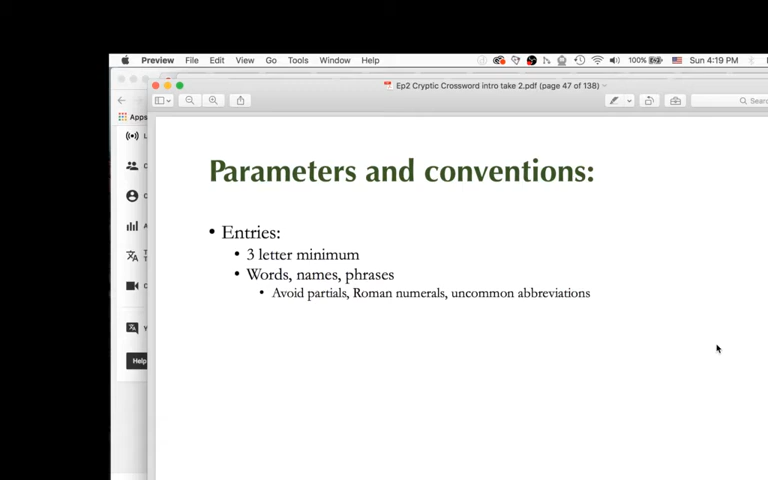 Preview File Edit View Go Tools Window Help 100% Sun 4:19 PM
Ep2 Cryptic Crossword intro take 2.pdf (page 47 of 138)
Apps
Parameters and conventions:
• Entries:
• 3 letter minimum
• Words, names, phrases
• Avoid partials, Roman numerals, uncommon abbreviations
Help